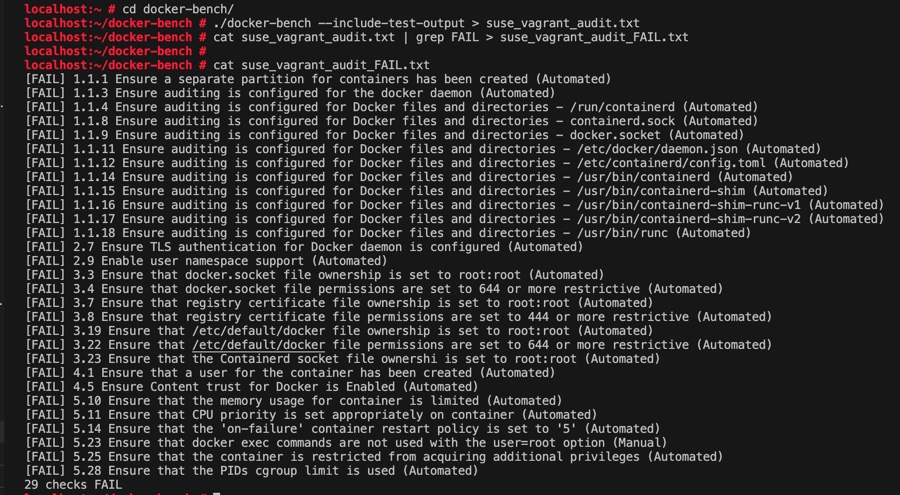 localhost:~ # cd docker-bench/
localhost:~/docker-bench # ./docker-bench --include-test-output > suse_vagrant_audit.txt
localhost:~/docker-bench # cat suse_vagrant_audit.txt | grep FAIL > suse_vagrant_audit_FAIL.txt
localhost:~/docker-bench #
localhost:~/docker-bench # cat suse_vagrant_audit_FAIL.txt
[FAIL] 1.1.1 Ensure a separate partition for containers has been created (Automated)
[FAIL] 1.1.3 Ensure auditing is configured for the docker daemon (Automated)
[FAIL] 1.1.4 Ensure auditing is configured for Docker files and directories - /run/containerd (Automated)
[FAIL] 1.1.8 Ensure auditing is configured for Docker files and directories - containerd.sock (Automated)
[FAIL] 1.1.9 Ensure auditing is configured for Docker files and directories - docker.socket (Automated)
[FAIL] 1.1.11 Ensure auditing is configured for Docker files and directories - /etc/docker/daemon.json (Automated)
[FAIL] 1.1.12 Ensure auditing is configured for Docker files and directories - /etc/containerd/config.toml (Automated)
[FAIL] 1.1.14 Ensure auditing is configured for Docker files and directories - /usr/bin/containerd (Automated)
[FAIL] 1.1.15 Ensure auditing is configured for Docker files and directories - /usr/bin/containerd-shim (Automated)
[FAIL] 1.1.16 Ensure auditing is configured for Docker files and directories - /usr/bin/containerd-shim-runc-v1 (Automated)
[FAIL] 1.1.17 Ensure auditing is configured for Docker files and directories - /usr/bin/containerd-shim-runc-v2 (Automated)
[FAIL] 1.1.18 Ensure auditing is configured for Docker files and directories - /usr/bin/runc (Automated)
[FAIL] 2.7 Ensure TLS authentication for Docker daemon is configured (Automated)
[FAIL] 2.9 Enable user namespace support (Automated)
[FAIL] 3.3 Ensure that docker.socket file ownership is set to root:root (Automated)
[FAIL] 3.4 Ensure that docker.socket file permissions are set to 644 or more restrictive (Automated)
[FAIL] 3.7 Ensure that registry certificate file ownership is set to root:root (Automated)
[FAIL] 3.8 Ensure that registry certificate file permissions are set to 444 or more restrictive (Automated)
[FAIL] 3.19 Ensure that /etc/default/docker file ownership is set to root:root (Automated)
[FAIL] 3.22 Ensure that /etc/default/docker file permissions are set to 644 or more restrictive (Automated)
[FAIL] 3.23 Ensure that the Containerd socket file ownershi is set to root:root (Automated)
[FAIL] 4.1 Ensure that a user for the container has been created (Automated)
[FAIL] 4.5 Ensure Content trust for Docker is Enabled (Automated)
[FAIL] 5.10 Ensure that the memory usage for container is limited (Automated)
[FAIL] 5.11 Ensure that CPU priority is set appropriately on container (Automated)
[FAIL] 5.14 Ensure that the 'on-failure' container restart policy is set to '5' (Automated)
[FAIL] 5.23 Ensure that docker exec commands are not used with the user=root option (Manual)
[FAIL] 5.25 Ensure that the container is restricted from acquiring additional privileges (Automated)
[FAIL] 5.28 Ensure that the PIDs cgroup limit is used (Automated)
29 checks FAIL